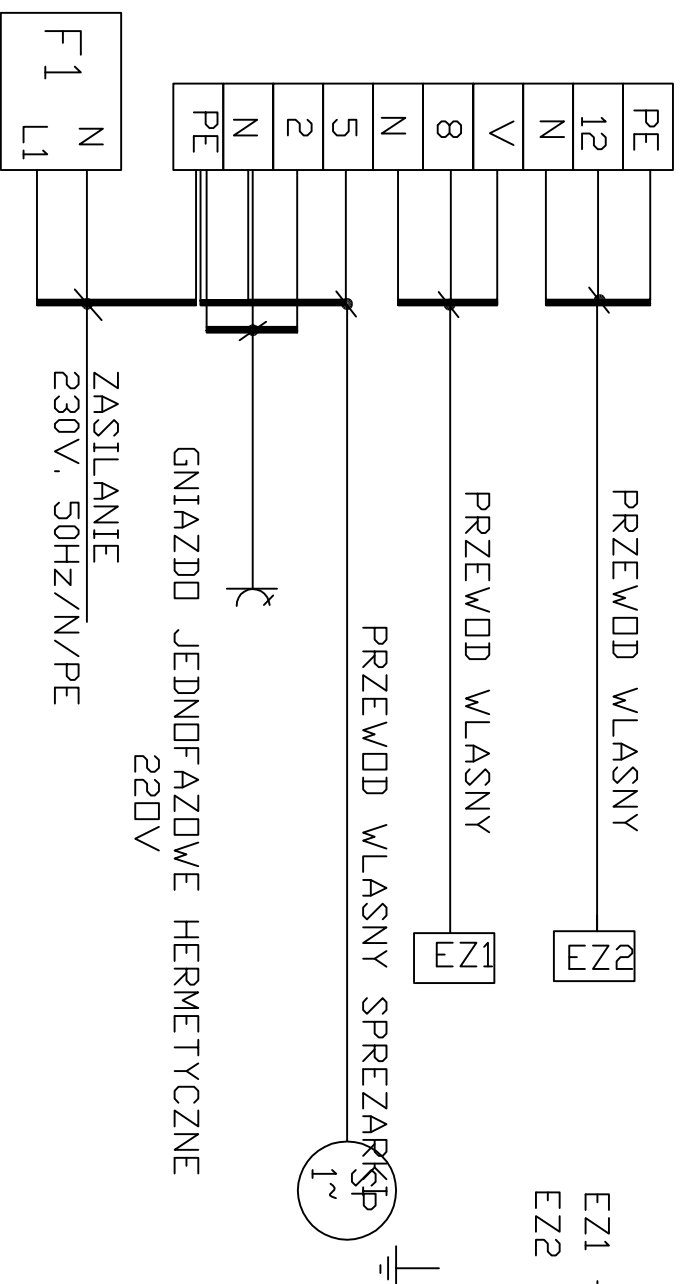 F1
N
L1
PE
N
2
5
N
8
V
N
12
PE
ZASILANIE
230V, 50Hz/N/PE
GNIAZDO JEDNOFAZOWE HERMETYCZNE
220V
PRZEWOD WLASNY SPREZARKI
SP
1~
PRZEWOD WLASNY
EZ1
PRZEWOD WLASNY
EZ2
EZ1 -
EZ2